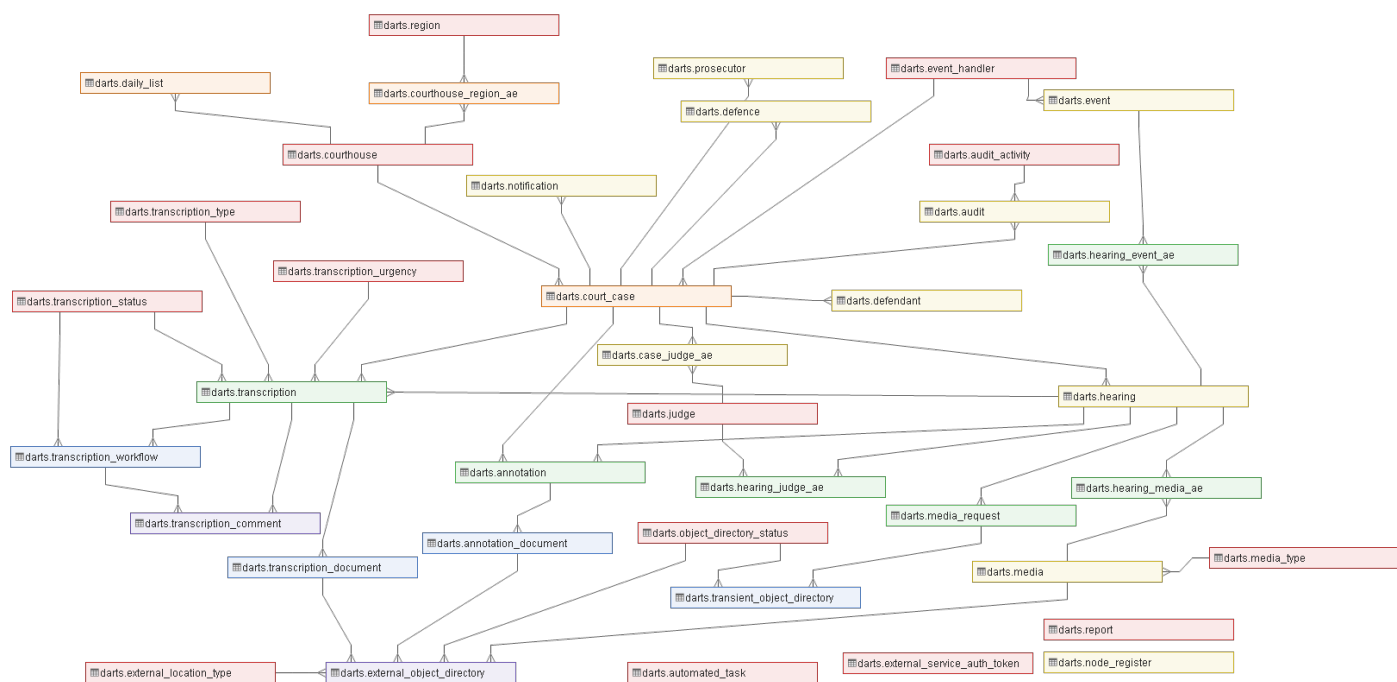 darts.region
darts.prosecutor
darts.event_handler
darts.daily_list
darts.courthouse_region_ae
darts.event
darts.defence
darts.courthouse
darts.audit_activity
darts.notification
darts.transcription_type
darts.audit
darts.hearing_event_ae
darts.transcription_urgency
darts.transcription_status
darts.court_case
darts.defendant
darts.case_judge_ae
darts.transcription
darts.hearing
darts.judge
darts.transcription_workflow
darts.annotation
darts.hearing_judge_ae
darts.hearing_media_ae
darts.transcription_comment
darts.media_request
darts.object_directory_status
darts.annotation_document
darts.media_type
darts.transcription_document
darts.media
darts.transient_object_directory
darts.report
darts.external_service_auth_token
darts.node_register
darts.external_location_type
darts.external_object_directory
darts.automated_task